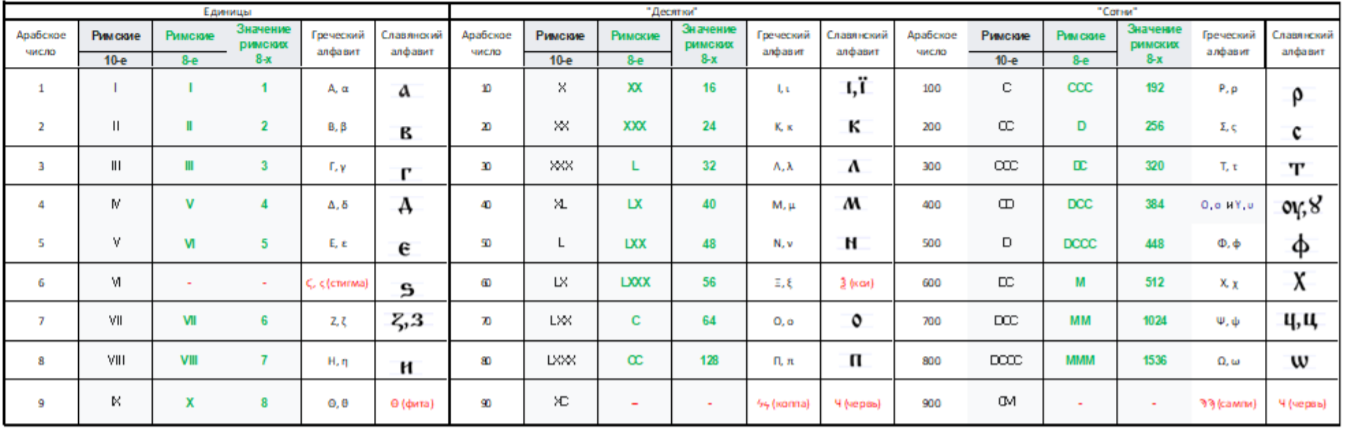 Единицы "Десятки" "Сотни"
Арабское число Римские 10-е Римские 8-е Значение римских 8-х Греческий алфавит Славянский алфавит Арабское число Римские 10-е Римские 8-е Значение римских 8-х Греческий алфавит Славянский алфавит Арабское число Римские 10-е Римские 8-е Значение римских 8-х Греческий алфавит Славянский алфавит
1 I I 1 Α, α а 10 X XX 16 Ι, ι І, Ї 100 C CCC 192 Ρ, ρ р
2 II II 2 Β, β в 20 XX XXX 24 Κ, κ к 200 CC D 256 Σ, ς с
3 III III 3 Γ, γ г 30 XXX L 32 Λ, λ л 300 CCC DC 320 Τ, τ т
4 IV V 4 Δ, δ д 40 XL LX 40 Μ, μ м 400 CD DCC 384 Ο, ο и Υ, υ оу, ꙋ
5 V VI 5 Ε, ε є 50 L LXX 48 Ν, ν н 500 D DCCC 448 Φ, φ ф
6 VI - - Ϛ, ϛ (стигма) ѕ 60 LX LXXX 56 Ξ, ξ Ѯ (кси) 600 DC M 512 Χ, χ х
7 VII VII 6 Ζ, ζ ꙁ, з 70 LXX C 64 Ο, ο о 700 DCC MM 1024 Ψ, ψ ц, ц
8 VIII VIII 7 Η, η и 80 LXXX CC 128 Π, π п 800 DCCC MMM 1536 Ω, ω ѡ
9 IX X 8 Θ, θ Ѳ (фита) 90 XC - - Ϟϟ (коппа) Ч (червь) 900 CM - - Ϡϡ (сампи) Ч (червь)